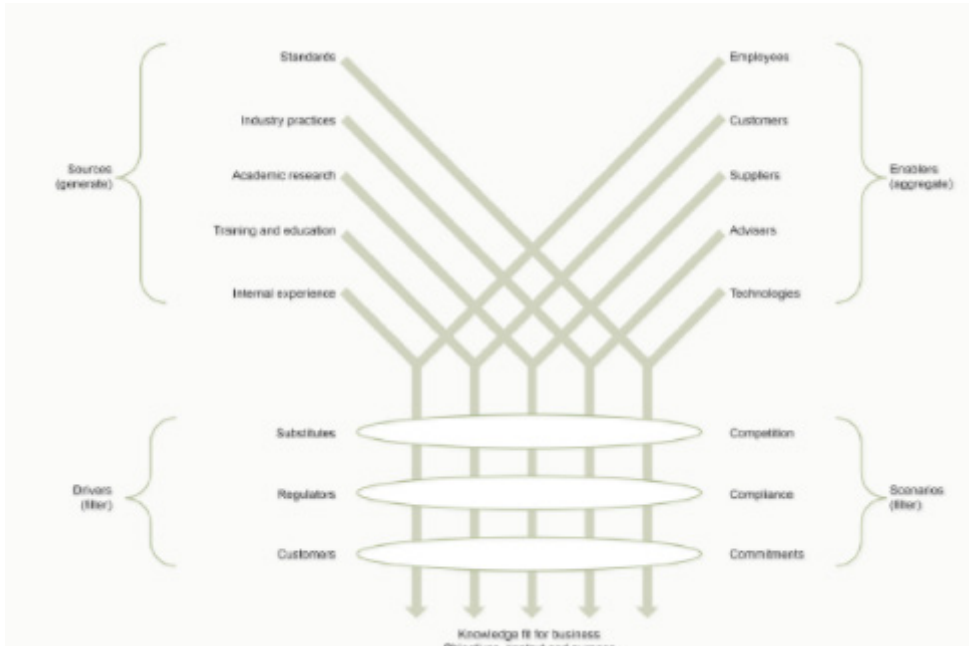 Standards
Employees
Industry practices
Customers
Academic research
Suppliers
Sources
(generate)
Enablers
(aggregate)
Training and education
Advisers
Internal experience
Technologies
Substitutes
Competition
Drivers
(filter)
Regulators
Compliance
Scenarios
(filter)
Customers
Commitments
Knowledge fit for business